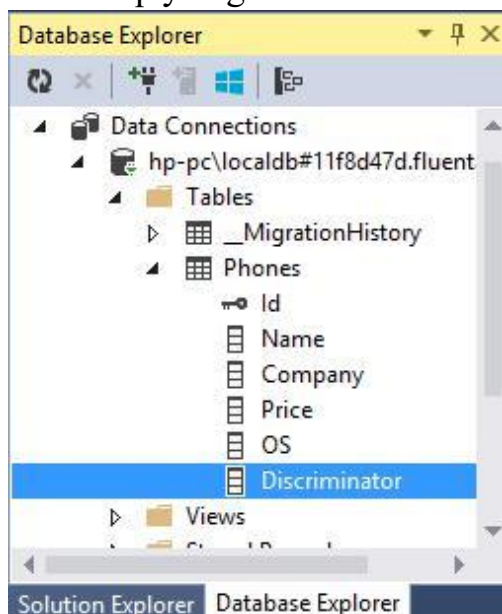 Database Explorer
Data Connections
hp-pc\localdb#11f8d47d.fluent
Tables
__MigrationHistory
Phones
Id
Name
Company
Price
OS
Discriminator
Views
Solution Explorer Database Explorer